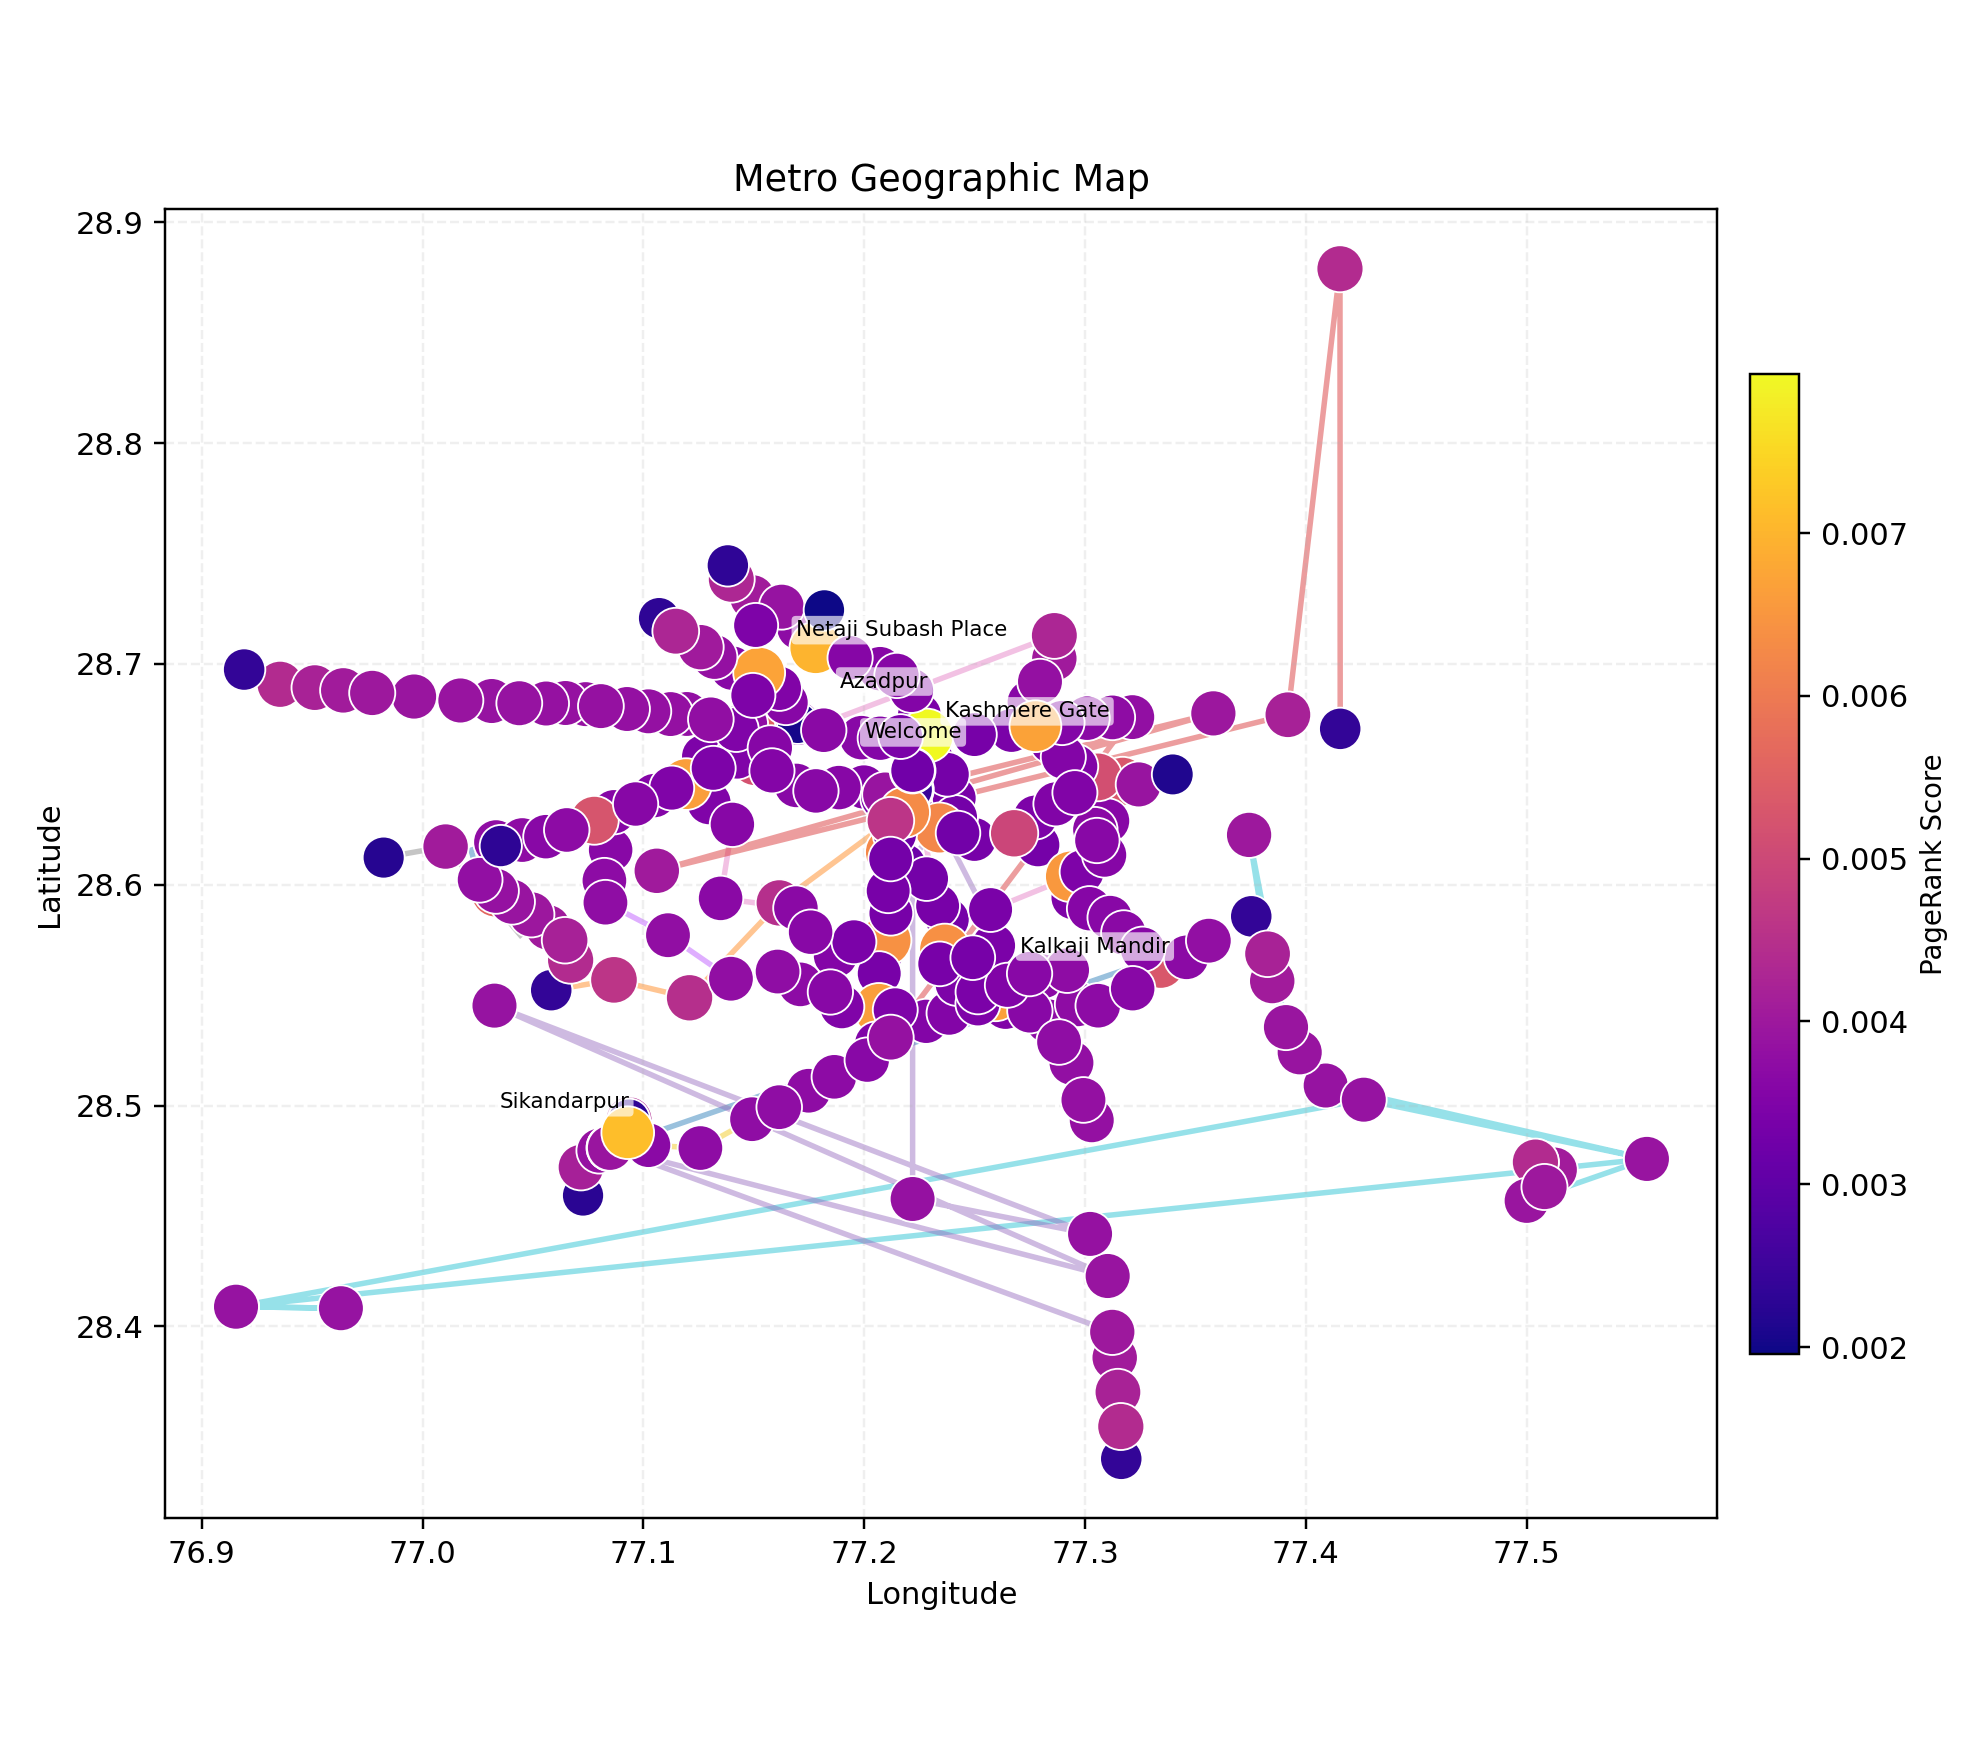 Metro Geographic Map
28.9
28.8
28.7
28.6
28.5
28.4
Latitude
Netaji Subash Place
Azadpur
Kashmere Gate
Welcome
Kalkaji Mandir
Sikandarpur
76.9 77.0 77.1 77.2 77.3 77.4 77.5
Longitude
0.007
0.006
0.005
0.004
0.003
0.002
PageRank Score